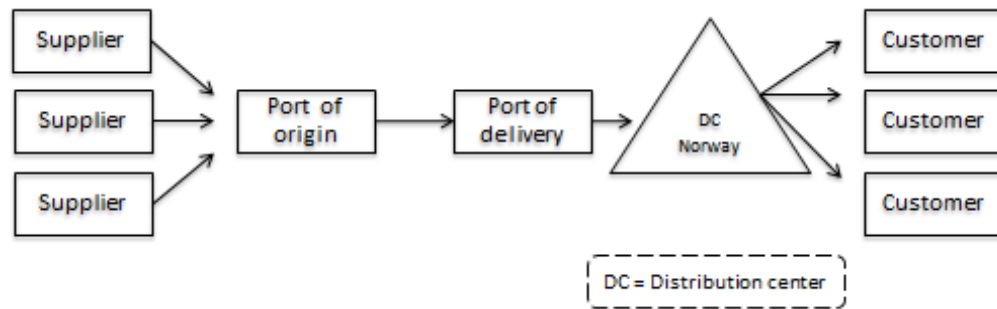 Supplier
Supplier
Supplier
Port of
origin
Port of
delivery
DC
Norway
Customer
Customer
Customer
DC = Distribution center